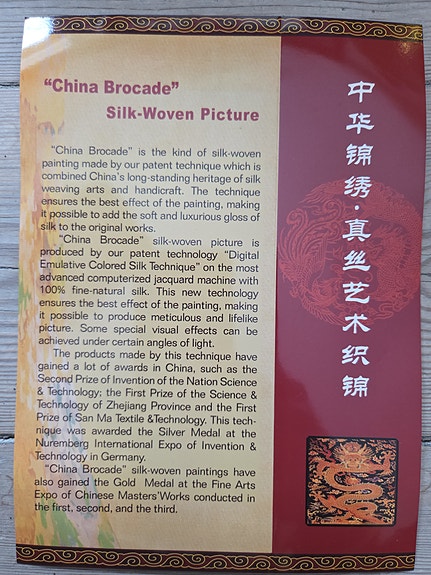 “China Brocade”
Silk-Woven Picture
“China Brocade” is the kind of silk-woven
painting made by our patent technique which is
combined China's long-standing heritage of silk
weaving arts and handicraft. The technique
ensures the best effect of the painting, making
it possible to add the soft and luxurious gloss of
silk to the original works.
“China Brocade” silk-woven picture is
produced by our patent technology “Digital
Emulative Colored Silk Technique” on the most
advanced computerized jacquard machine with
100% fine-natural silk. This new technology
ensures the best effect of the painting, making
it possible to produce meticulous and lifelike
picture. Some special visual effects can be
achieved under certain angles of light.
The products made by this technique have
gained a lot of awards in China, such as the
Second Prize of Invention of the Nation Science
& Technology; the First Prize of the Science &
Technology of Zhejiang Province and the First
Prize of San Ma Textile &Technology. This tech-
nique was awarded the Silver Medal at the
Nuremberg International Expo of Invention &
Technology in Germany.
“China Brocade” silk-woven paintings have
also gained the Gold Medal at the Fine Arts
Expo of Chinese Masters'Works conducted in
the first, second, and the third.
中华锦绣·真丝艺术织锦